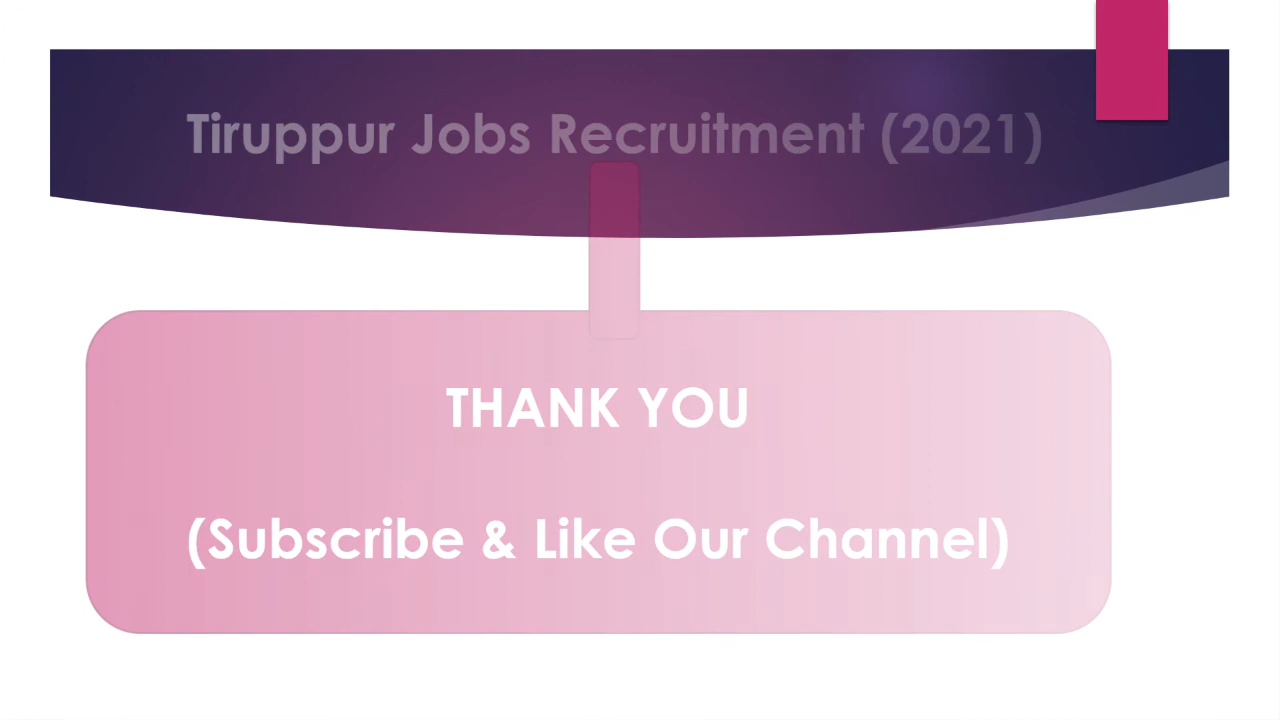 Tiruppur Jobs Recruitment (2021)
THANK YOU
(Subscribe & Like Our Channel)